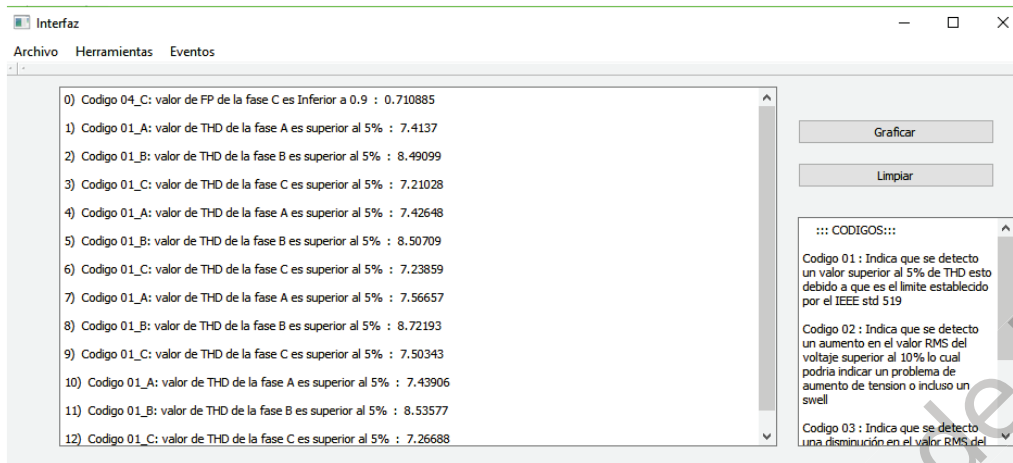 Interfaz
Archivo Herramientas Eventos
0) Codigo 04_C: valor de FP de la fase C es Inferior a 0.9 : 0.710885
1) Codigo 01_A: valor de THD de la fase A es superior al 5% : 7.4137
2) Codigo 01_B: valor de THD de la fase B es superior al 5% : 8.49099
3) Codigo 01_C: valor de THD de la fase C es superior al 5% : 7.21028
4) Codigo 01_A: valor de THD de la fase A es superior al 5% : 7.42648
5) Codigo 01_B: valor de THD de la fase B es superior al 5% : 8.50709
6) Codigo 01_C: valor de THD de la fase C es superior al 5% : 7.23859
7) Codigo 01_A: valor de THD de la fase A es superior al 5% : 7.56657
8) Codigo 01_B: valor de THD de la fase B es superior al 5% : 8.72193
9) Codigo 01_C: valor de THD de la fase C es superior al 5% : 7.50343
10) Codigo 01_A: valor de THD de la fase A es superior al 5% : 7.43906
11) Codigo 01_B: valor de THD de la fase B es superior al 5% : 8.53577
12) Codigo 01_C: valor de THD de la fase C es superior al 5% : 7.26688
Graficar
Limpiar
::: CODIGOS:::
Codigo 01 : Indica que se detecto
un valor superior al 5% de THD esto
debido a que es el limite establecido
por el IEEE std 519
Codigo 02 : Indica que se detecto
un aumento en el valor RMS del
voltaje superior al 10% lo cual
podria indicar un problema de
aumento de tension o incluso un
swell
Codigo 03 : Indica que se detecto
una disminución en el valor RMS del
de